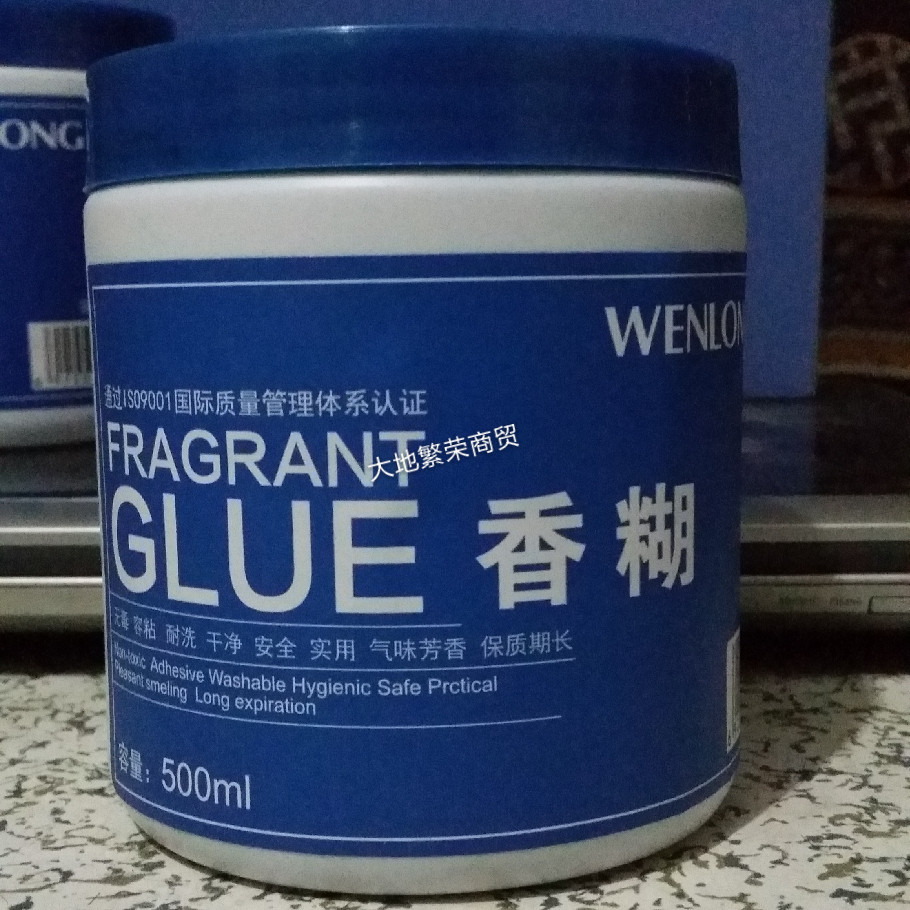 ONG
WENLON
通过ISO9001国际质量管理体系认证
FRAGRANT
大地繁荣商贸
GLUE 香糊
无毒 容粘 耐洗 干净 安全 实用 气味芳香 保质期长
Non-toxic Adhesive Washable Hygienic Safe Prctical
Pleasant smeling Long expiration
容量：500ml